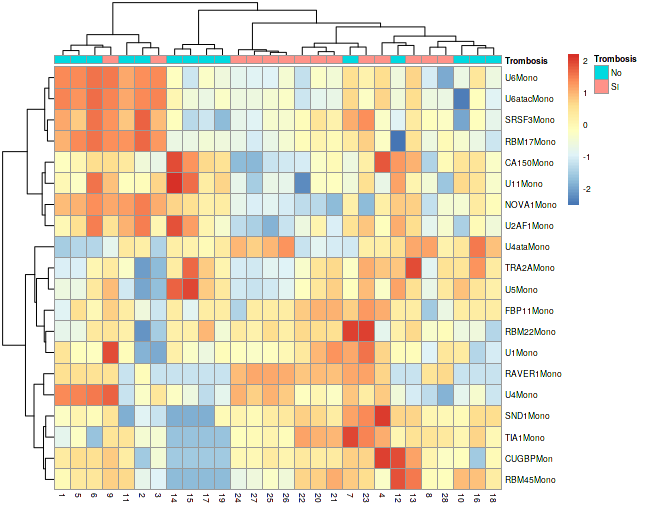 Trombosis
U6Mono
U6atacMono
SRSF3Mono
RBM17Mono
CA150Mono
U11Mono
NOVA1Mono
U2AF1Mono
U4ataMono
TRA2AMono
U5Mono
FBP11Mono
RBM22Mono
U1Mono
RAVER1Mono
U4Mono
SND1Mono
TIA1Mono
CUGBPMon
RBM45Mono
1 5 6 9 11 2 3 14 15 17 19 24 27 25 26 22 20 21 7 23 4 12 13 8 28 10 16 18
2
1
0
-1
-2
Trombosis
No
SI